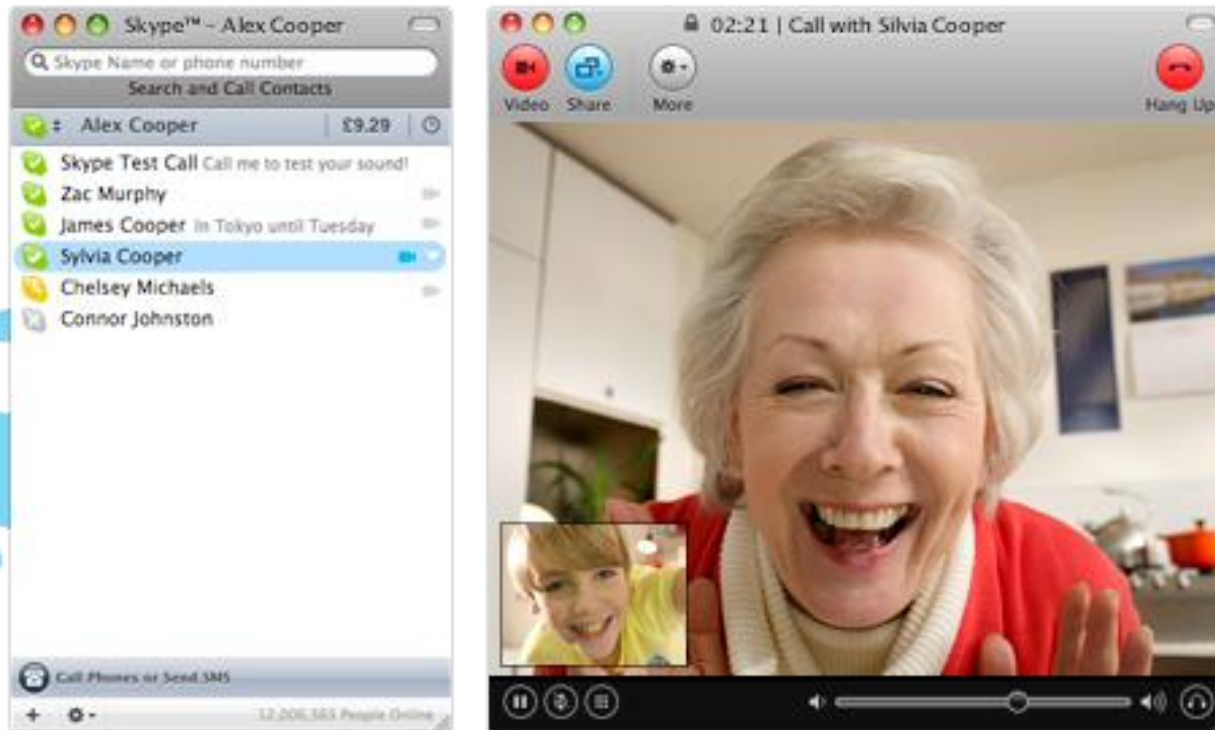 Skype™ – Alex Cooper
Skype Name or phone number
Search and Call Contacts
Alex Cooper £9.29
Skype Test Call Call me to test your sound!
Zac Murphy
James Cooper In Tokyo until Tuesday
Sylvia Cooper
Chelsey Michaels
Connor Johnston
Call Phones or Send SMS
12,006,565 People Online
02:21 | Call with Silvia Cooper
Video Share More Hang Up